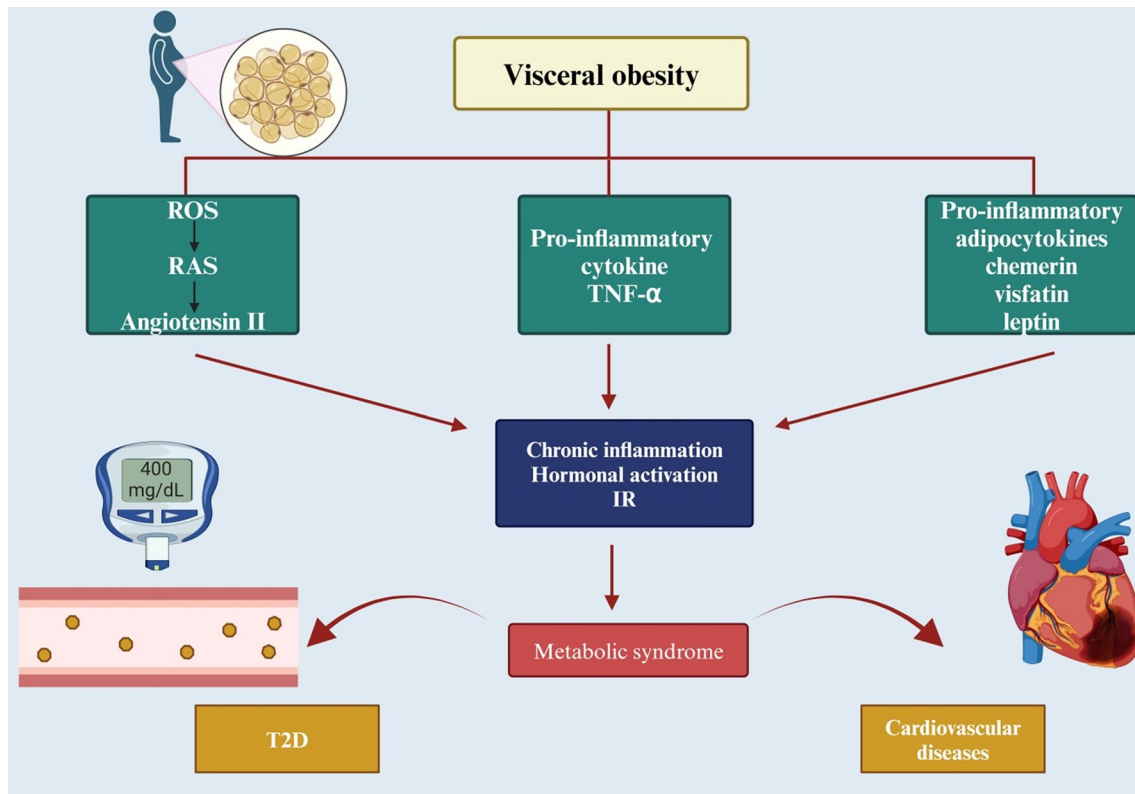 Visceral obesity
ROS
RAS
Angiotensin II
Pro-inflammatory
cytokine
TNF-α
Pro-inflammatory
adipocytokines
chemerin
visfatin
leptin
Chronic inflammation
Hormonal activation
IR
400
mg/dL
Metabolic syndrome
T2D
Cardiovascular
diseases